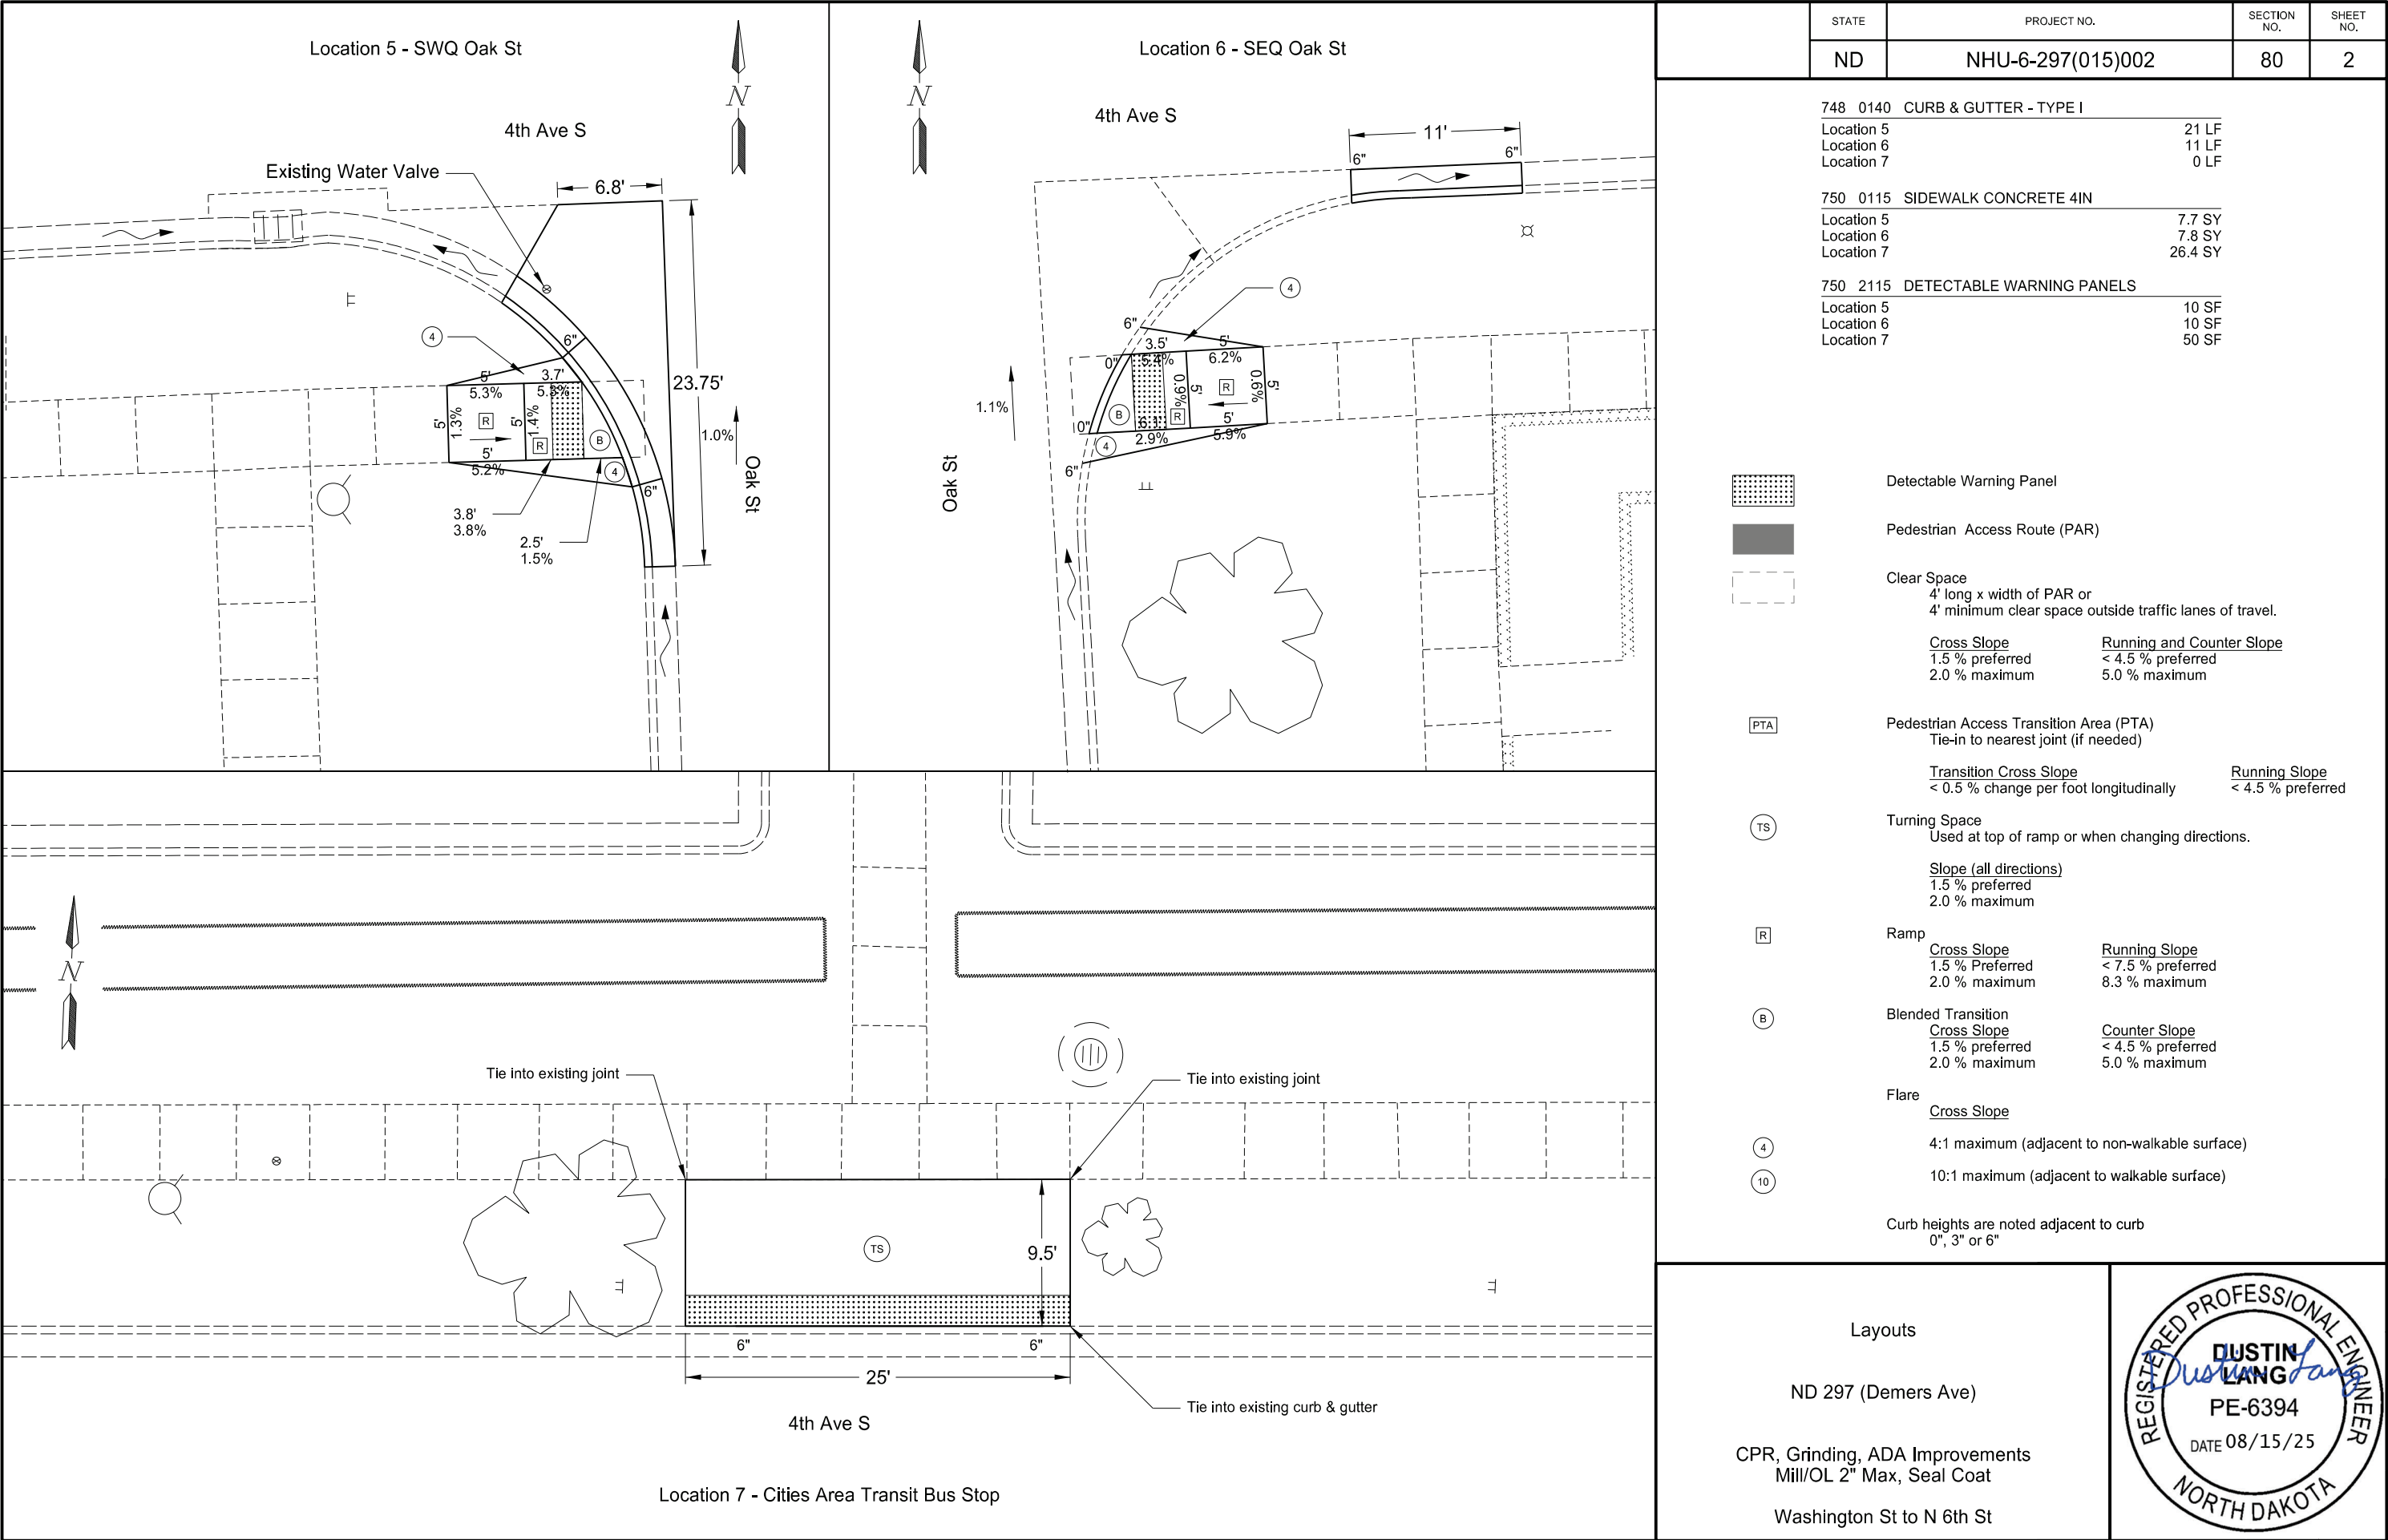 STATE
PROJECT NO.
SECTION NO.
SHEET NO.
ND
NHU-6-297(015)002
80
2
Location 5 - SWQ Oak St
N
4th Ave S
Existing Water Valve
6.8'
23.75'
4
6"
5'
5.3%
3.7'
5.3%
5'
1.3%
R
5'
1.4%
R
B
5'
5.2%
4
6"
3.8'
3.8%
2.5'
1.5%
1.0%
Oak St
Location 6 - SEQ Oak St
N
4th Ave S
11'
6"
6"
4
6"
3.5'
5.4%
5'
6.2%
0"
0.9%
5'
R
0.6%
5'
B
R
0"
6.1'
2.9%
5'
5.9%
4
6"
1.1%
Oak St
748 0140 CURB & GUTTER - TYPE I
Location 5 21 LF
Location 6 11 LF
Location 7 0 LF
750 0115 SIDEWALK CONCRETE 4IN
Location 5 7.7 SY
Location 6 7.8 SY
Location 7 26.4 SY
750 2115 DETECTABLE WARNING PANELS
Location 5 10 SF
Location 6 10 SF
Location 7 50 SF
Detectable Warning Panel
Pedestrian Access Route (PAR)
Clear Space
4' long x width of PAR or
4' minimum clear space outside traffic lanes of travel.
Cross Slope Running and Counter Slope
1.5 % preferred < 4.5 % preferred
2.0 % maximum 5.0 % maximum
PTA Pedestrian Access Transition Area (PTA)
Tie-in to nearest joint (if needed)
Transition Cross Slope Running Slope
< 0.5 % change per foot longitudinally < 4.5 % preferred
TS Turning Space
Used at top of ramp or when changing directions.
Slope (all directions)
1.5 % preferred
2.0 % maximum
R Ramp
Cross Slope Running Slope
1.5 % Preferred < 7.5 % preferred
2.0 % maximum 8.3 % maximum
B Blended Transition
Cross Slope Counter Slope
1.5 % preferred < 4.5 % preferred
2.0 % maximum 5.0 % maximum
Flare
Cross Slope
4 4:1 maximum (adjacent to non-walkable surface)
10 10:1 maximum (adjacent to walkable surface)
Curb heights are noted adjacent to curb
0", 3" or 6"
N
Tie into existing joint
Tie into existing joint
TS
9.5'
6"
6"
25'
Tie into existing curb & gutter
4th Ave S
Location 7 - Cities Area Transit Bus Stop
Layouts
ND 297 (Demers Ave)
CPR, Grinding, ADA Improvements
Mill/OL 2" Max, Seal Coat
Washington St to N 6th St
REGISTERED PROFESSIONAL ENGINEER
DUSTIN
LANG
Dustin Lang
PE-6394
DATE 08/15/25
NORTH DAKOTA